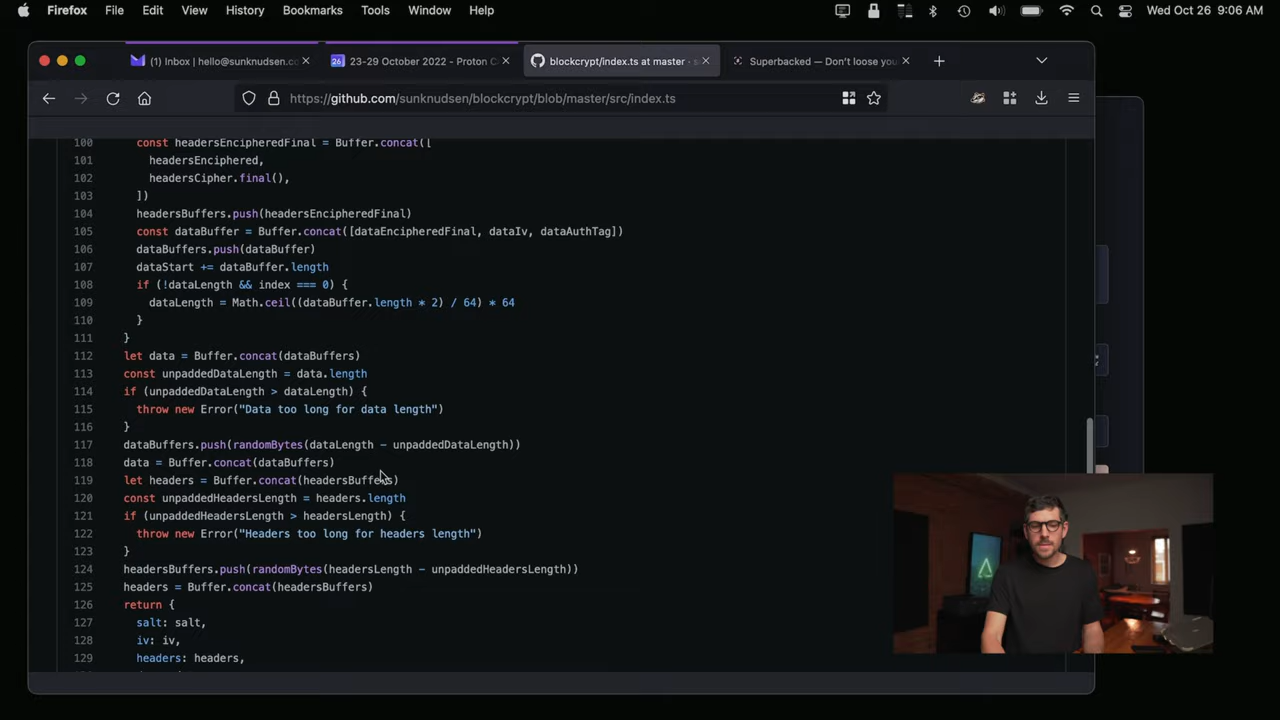 Firefox File Edit View History Bookmarks Tools Window Help Wed Oct 26 9:06 AM
(1) Inbox | hello@sunknudsen.co 26 23-29 October 2022 - Proton C blockcrypt/index.ts at master · s Superbacked — Don't loose you
https://github.com/sunknudsen/blockcrypt/blob/master/src/index.ts
100 const headersEncipheredFinal = Buffer.concat([
101 headersEnciphered,
102 headersCipher.final(),
103 ])
104 headersBuffers.push(headersEncipheredFinal)
105 const dataBuffer = Buffer.concat([dataEncipheredFinal, dataIv, dataAuthTag])
106 dataBuffers.push(dataBuffer)
107 dataStart += dataBuffer.length
108 if (!dataLength && index === 0) {
109 dataLength = Math.ceil((dataBuffer.length * 2) / 64) * 64
110 }
111 }
112 let data = Buffer.concat(dataBuffers)
113 const unpaddedDataLength = data.length
114 if (unpaddedDataLength > dataLength) {
115 throw new Error("Data too long for data length")
116 }
117 dataBuffers.push(randomBytes(dataLength - unpaddedDataLength))
118 data = Buffer.concat(dataBuffers)
119 let headers = Buffer.concat(headersBuffers)
120 const unpaddedHeadersLength = headers.length
121 if (unpaddedHeadersLength > headersLength) {
122 throw new Error("Headers too long for headers length")
123 }
124 headersBuffers.push(randomBytes(headersLength - unpaddedHeadersLength))
125 headers = Buffer.concat(headersBuffers)
126 return {
127 salt: salt,
128 iv: iv,
129 headers: headers,